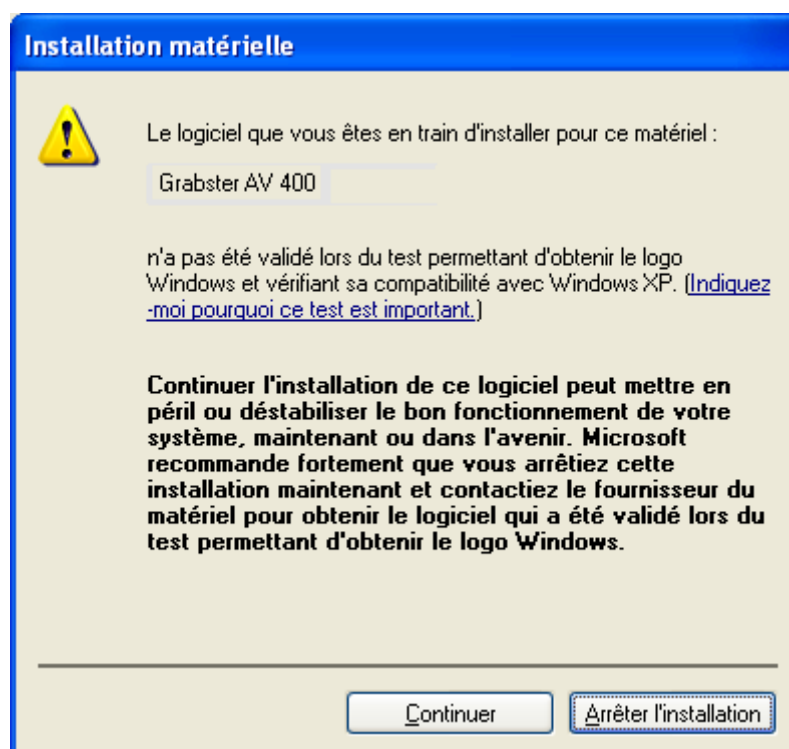 Installation matérielle
Le logiciel que vous êtes en train d'installer pour ce matériel :
Grabster AV 400
n'a pas été validé lors du test permettant d'obtenir le logo
Windows et vérifiant sa compatibilité avec Windows XP. (Indiquez
-moi pourquoi ce test est important.)
Continuer l'installation de ce logiciel peut mettre en
péril ou déstabiliser le bon fonctionnement de votre
système, maintenant ou dans l'avenir. Microsoft
recommande fortement que vous arrêtiez cette
installation maintenant et contactiez le fournisseur du
matériel pour obtenir le logiciel qui a été validé lors du
test permettant d'obtenir le logo Windows.
Continuer
Arrêter l'installation